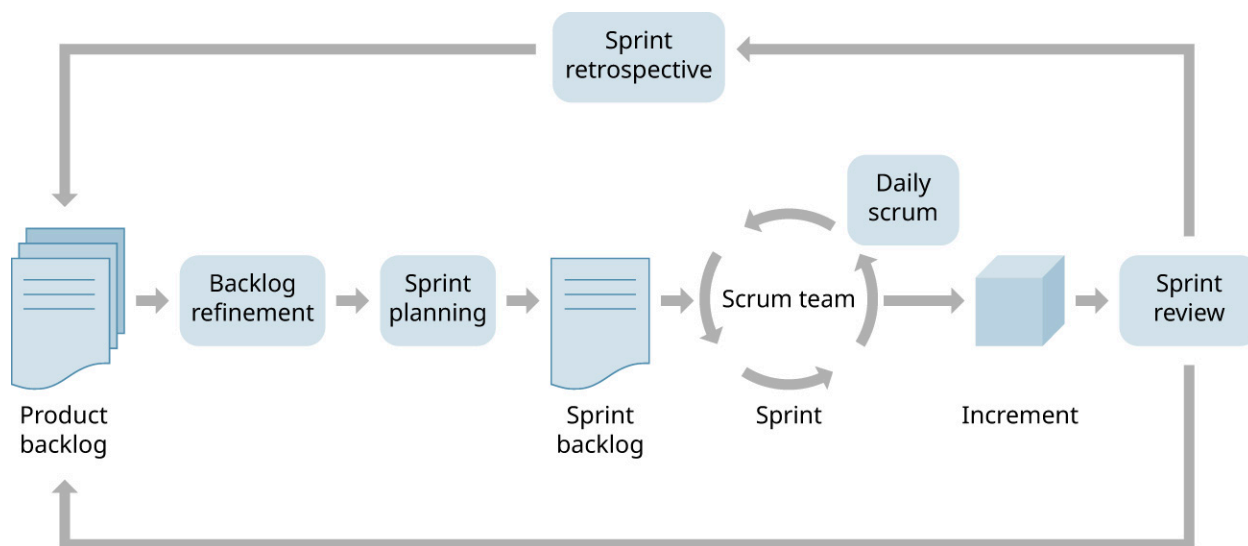 Sprint
retrospective
Daily
scrum
Backlog
refinement
Sprint
planning
Scrum team
Sprint
review
Product
backlog
Sprint
backlog
Sprint
Increment